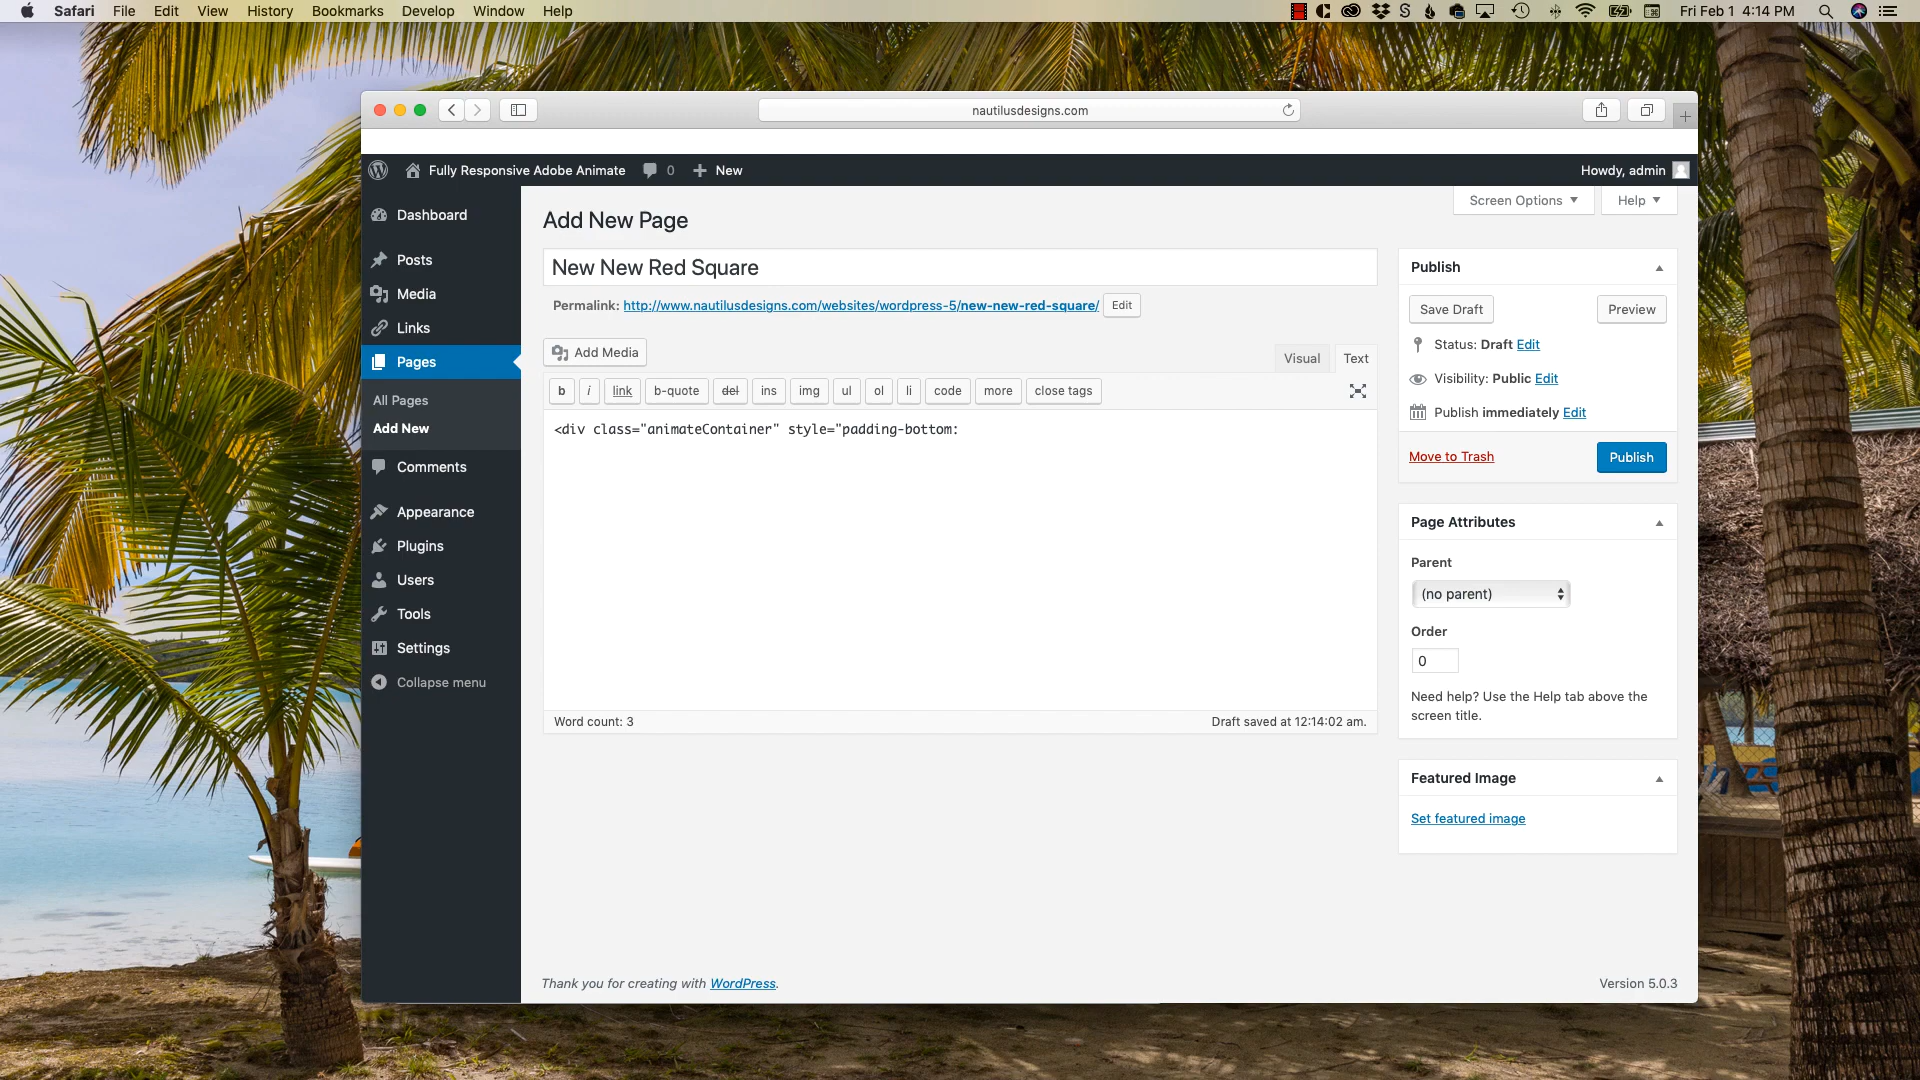 Safari File Edit View History Bookmarks Develop Window Help Fri Feb 1 4:14 PM
nautilusdesigns.com
Fully Responsive Adobe Animate 0 New Howdy, admin
Screen Options Help
Dashboard
Posts
Media
Links
Pages
All Pages
Add New
Comments
Appearance
Plugins
Users
Tools
Settings
Collapse menu
Add New Page
New New Red Square
Permalink: http://www.nautilusdesigns.com/websites/wordpress-5/new-new-red-square/ Edit
Add Media
Visual Text
b i link b-quote del ins img ul ol li code more close tags
<div class="animateContainer" style="padding-bottom:
Word count: 3 Draft saved at 12:14:02 am.
Publish
Save Draft Preview
Status: Draft Edit
Visibility: Public Edit
Publish immediately Edit
Move to Trash Publish
Page Attributes
Parent
(no parent)
Order
0
Need help? Use the Help tab above the
screen title.
Featured Image
Set featured image
Thank you for creating with WordPress. Version 5.0.3